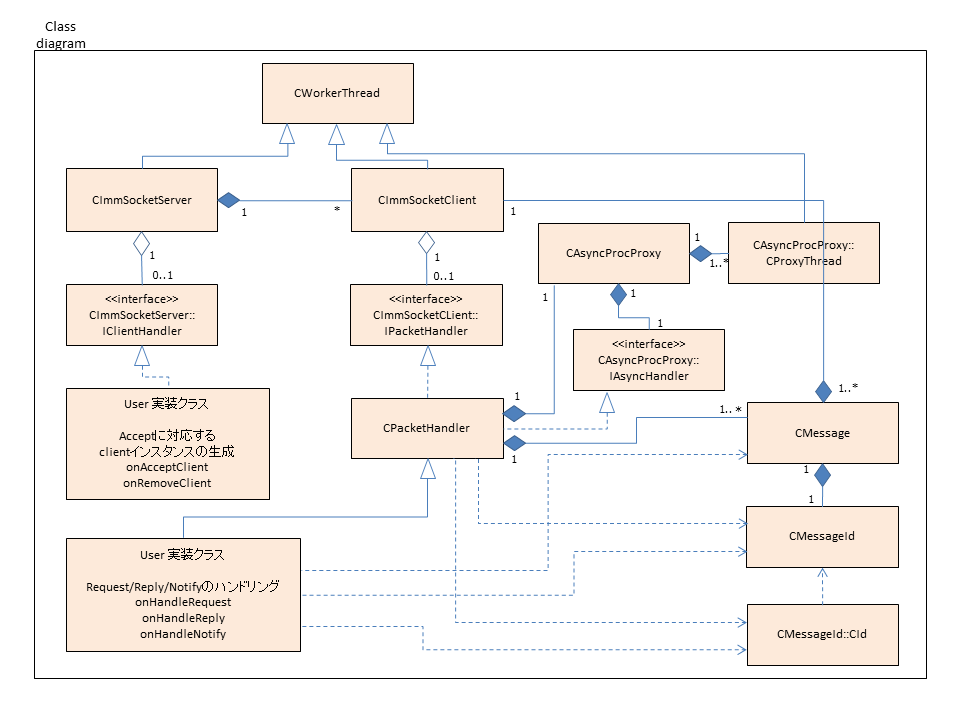 Class
diagram
CWorkerThread
CImmSocketServer
CImmSocketClient
1
*
1
CAsyncProcProxy
1
1..*
CAsyncProcProxy::
CProxyThread
1
0..1
1
0..1
1
1
1
<<interface>>
CImmSocketServer::
IClientHandler
<<interface>>
CImmSocketCLient::
IPacketHandler
<<interface>>
CAsyncProcProxy::
IAsyncHandler
User 実装クラス
Acceptに対応する
clientインスタンスの生成
onAcceptClient
onRemoveClient
CPacketHandler
1
1
1..*
1.. *
CMessage
1
1
CMessageId
User 実装クラス
Request/Reply/Notifyのハンドリング
onHandleRequest
onHandleReply
onHandleNotify
CMessageId::CId